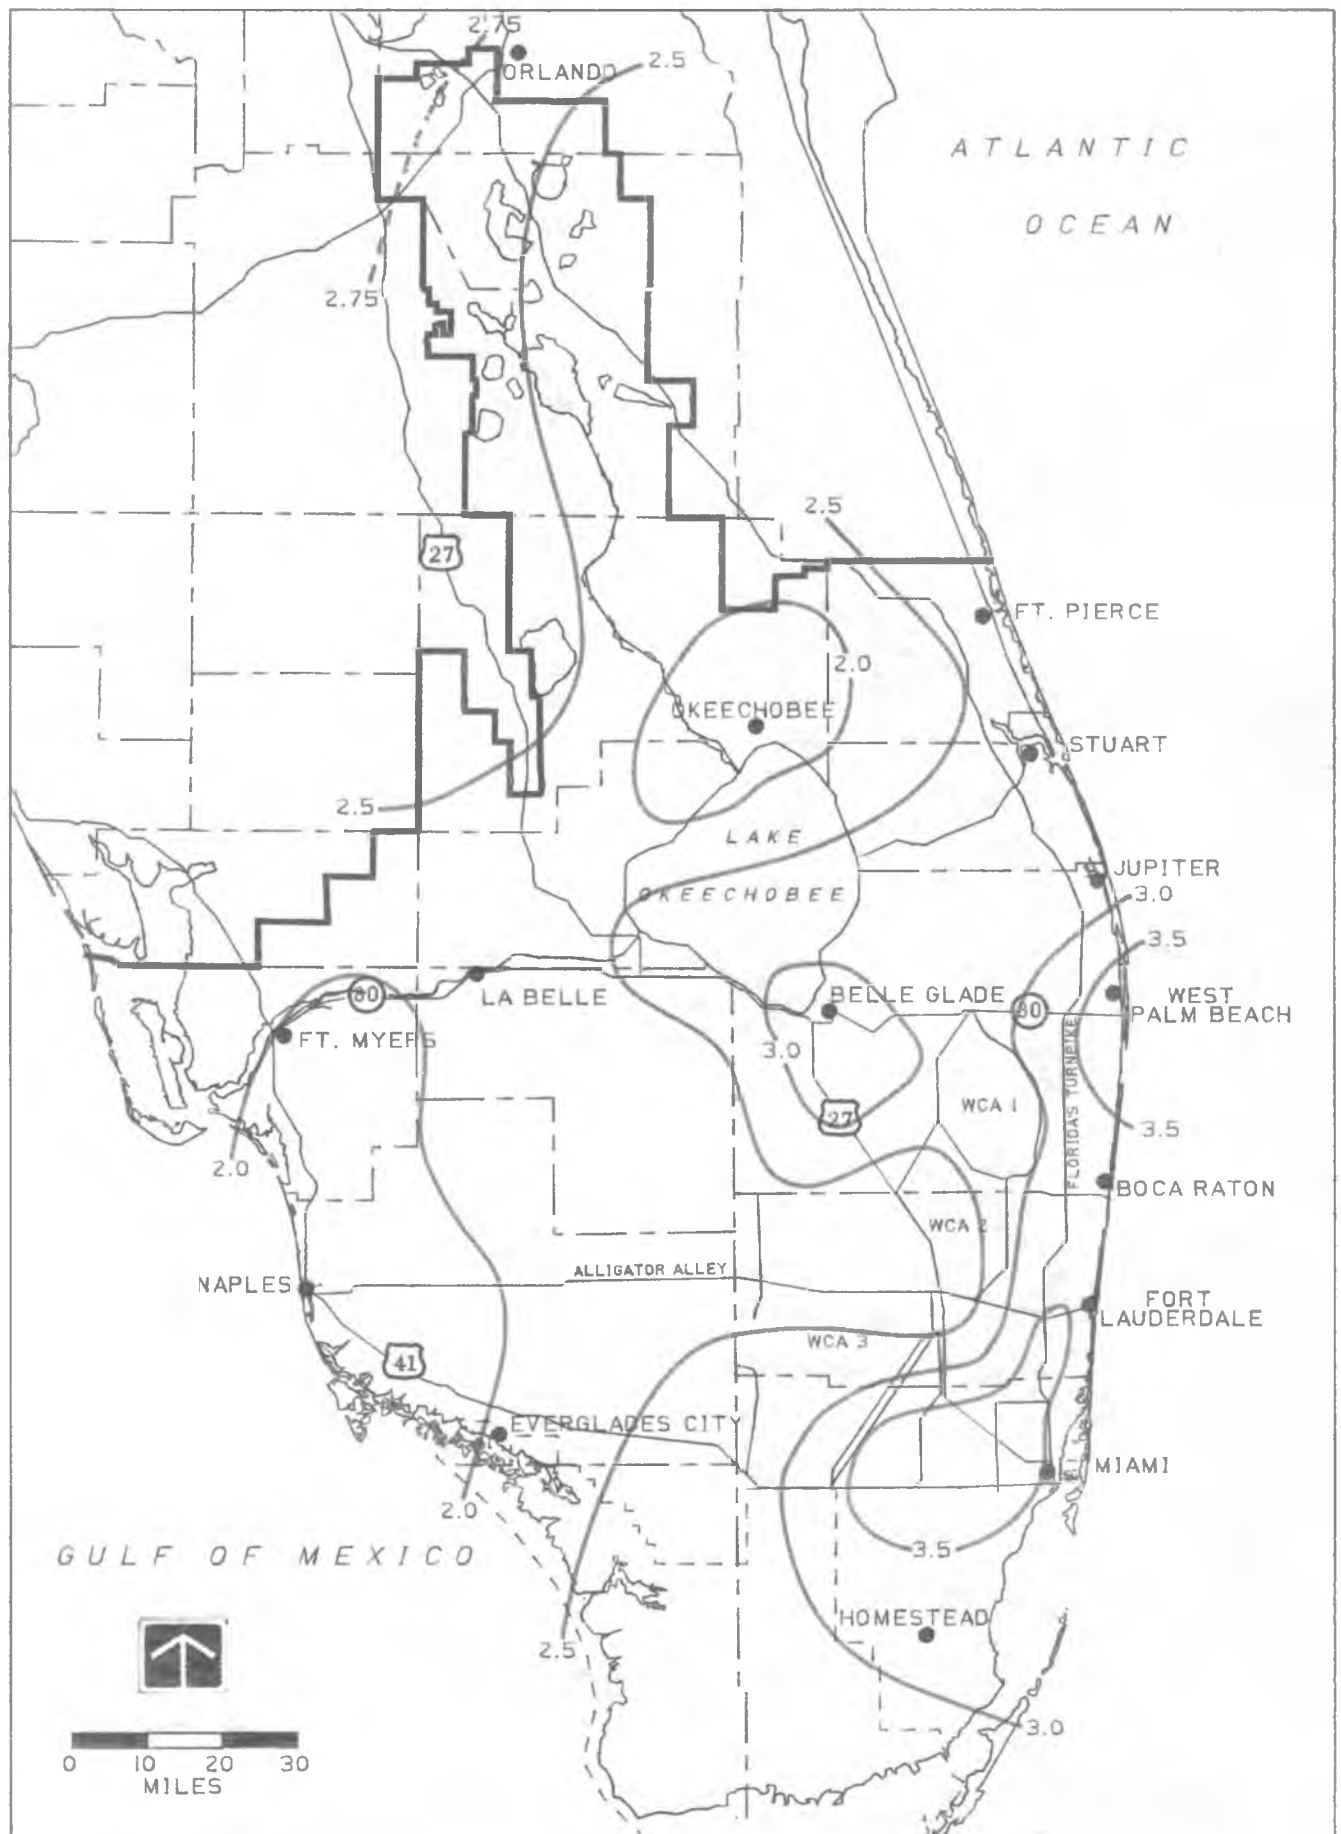 2.75
ORLANDO
2.5
ATLANTIC
OCEAN
2.75
2.5
27
FT. PIERCE
2.0
OKEECHOBEE
STUART
2.5
LAKE
OKEECHOBEE
JUPITER
3.0
3.5
80
LA BELLE
BELLE GLADE
80
WEST
PALM BEACH
FT. MYERS
3.0
FLORIDA'S TURNPIKE
WCA 1
27
3.5
2.0
BOCA RATON
WCA 2
ALLIGATOR ALLEY
NAPLES
FORT
LAUDERDALE
WCA 3
41
EVERGLADES CITY
MIAMI
2.0
3.5
GULF OF MEXICO
HOMESTEAD
2.5
3.0
0 10 20 30
MILES